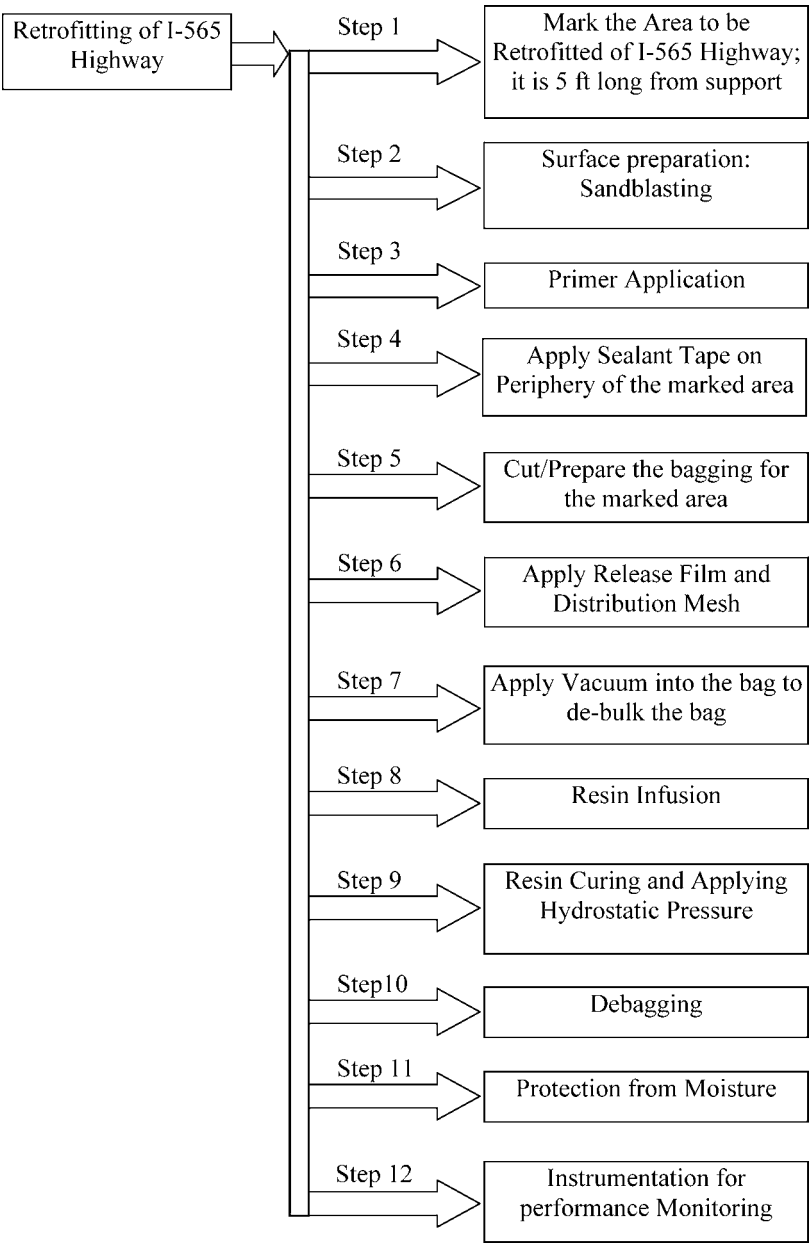 Retrofitting of I-565
Highway
Step 1
Mark the Area to be
Retrofitted of I-565 Highway;
it is 5 ft long from support
Step 2
Surface preparation:
Sandblasting
Step 3
Primer Application
Step 4
Apply Sealant Tape on
Periphery of the marked area
Step 5
Cut/Prepare the bagging for
the marked area
Step 6
Apply Release Film and
Distribution Mesh
Step 7
Apply Vacuum into the bag to
de-bulk the bag
Step 8
Resin Infusion
Step 9
Resin Curing and Applying
Hydrostatic Pressure
Step10
Debagging
Step 11
Protection from Moisture
Step 12
Instrumentation for
performance Monitoring